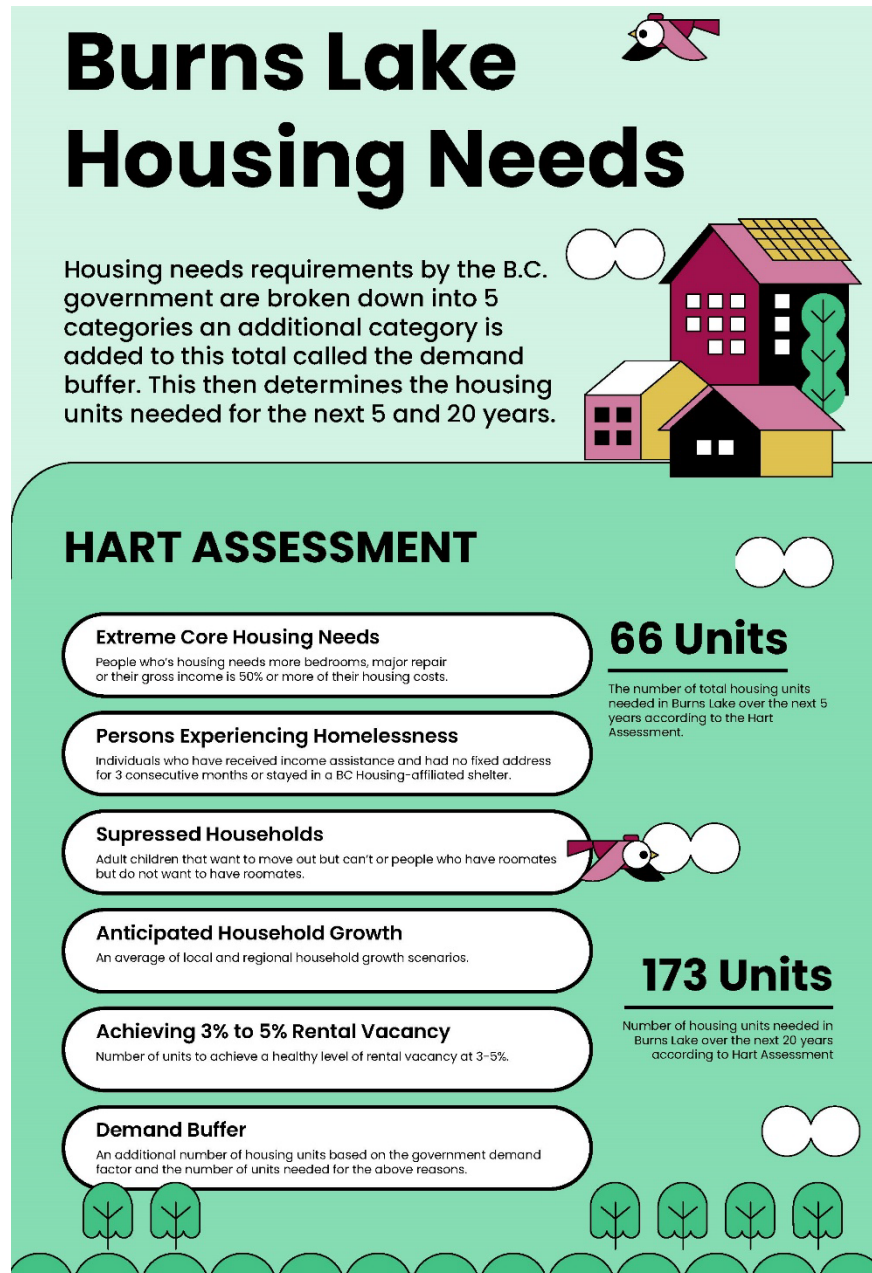 Burns Lake
Housing Needs
Housing needs requirements by the B.C.
government are broken down into 5
categories an additional category is
added to this total called the demand
buffer. This then determines the housing
units needed for the next 5 and 20 years.
HART ASSESSMENT
Extreme Core Housing Needs
People who's housing needs more bedrooms, major repair
or their gross income is 50% or more of their housing costs.
66 Units
The number of total housing units
needed in Burns Lake over the next 5
years according to the Hart
Assessment.
Persons Experiencing Homelessness
Individuals who have received income assistance and had no fixed address
for 3 consecutive months or stayed in a BC Housing-affiliated shelter.
Supressed Households
Adult children that want to move out but can't or people who have roomates
but do not want to have roomates.
Anticipated Household Growth
An average of local and regional household growth scenarios.
173 Units
Number of housing units needed in
Burns Lake over the next 20 years
according to Hart Assessment
Achieving 3% to 5% Rental Vacancy
Number of units to achieve a healthy level of rental vacancy at 3-5%.
Demand Buffer
An additional number of housing units based on the government demand
factor and the number of units needed for the above reasons.